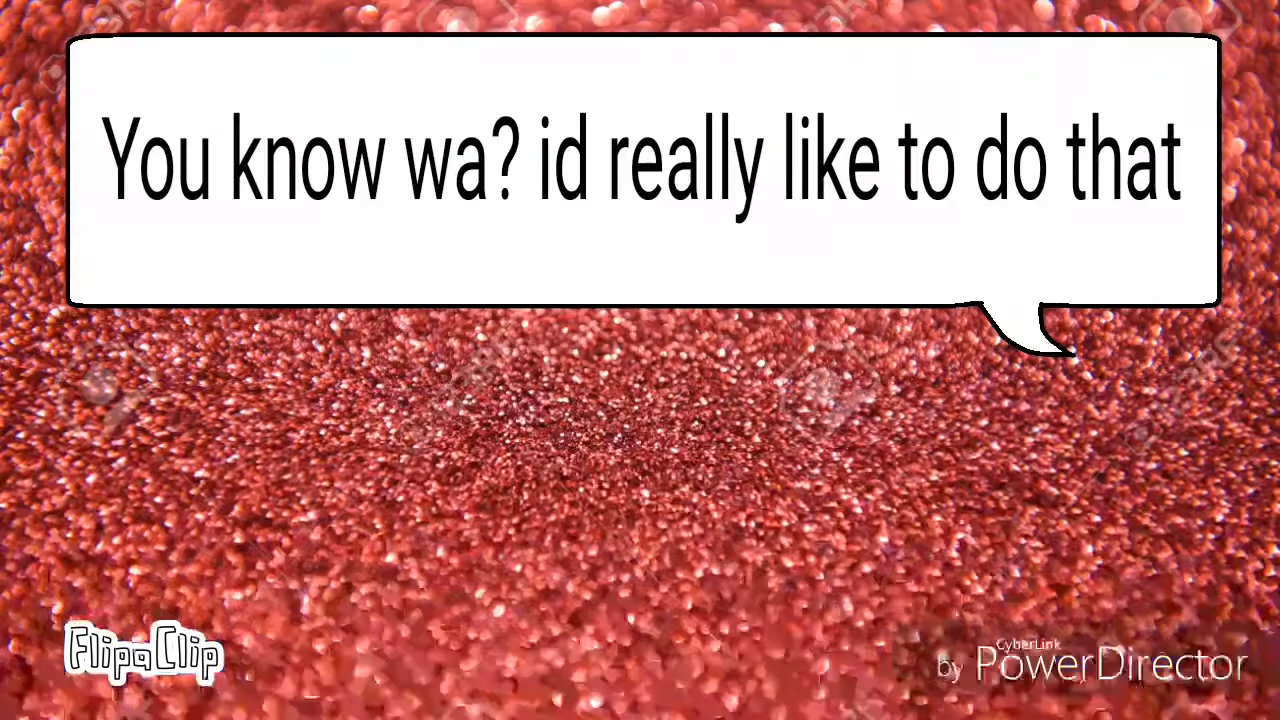 You know wa? id really like to do that
FlipaClip
CyberLink
by PowerDirector